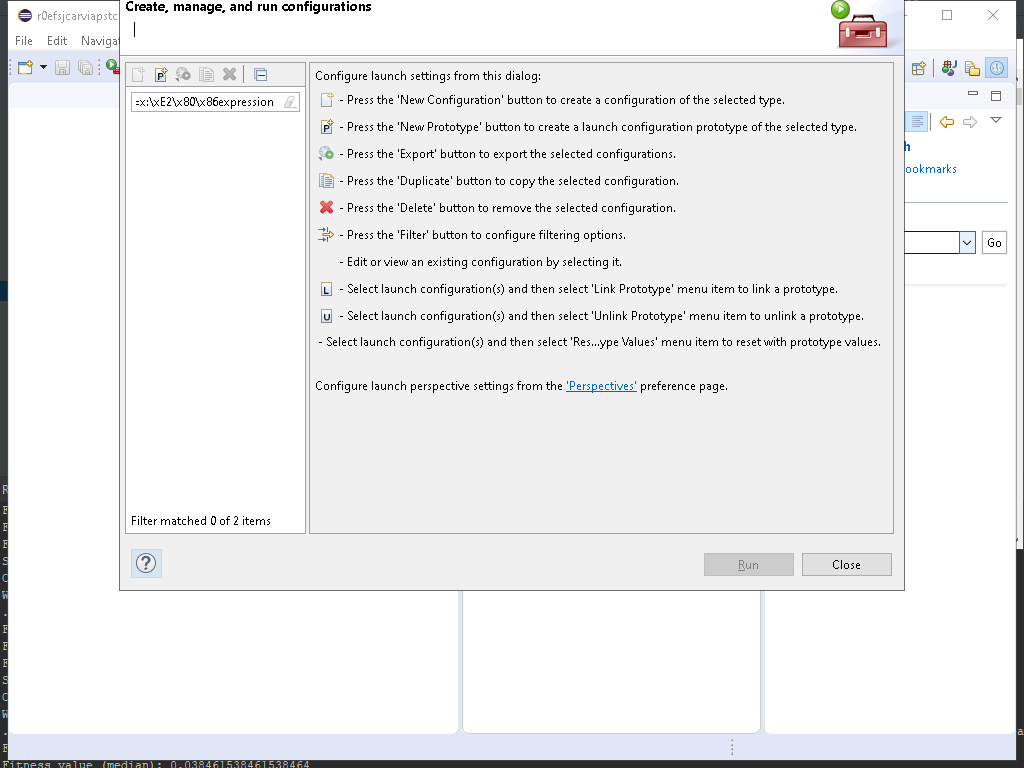 Create, manage, and run configurations
r0efsjcarviapstc
File Edit Naviga
=x:\xE2\x80\x86expression
Configure launch settings from this dialog:
- Press the 'New Configuration' button to create a configuration of the selected type.
P - Press the 'New Prototype' button to create a launch configuration prototype of the selected type.
- Press the 'Export' button to export the selected configurations.
- Press the 'Duplicate' button to copy the selected configuration.
- Press the 'Delete' button to remove the selected configuration.
- Press the 'Filter' button to configure filtering options.
- Edit or view an existing configuration by selecting it.
L - Select launch configuration(s) and then select 'Link Prototype' menu item to link a prototype.
U - Select launch configuration(s) and then select 'Unlink Prototype' menu item to unlink a prototype.
- Select launch configuration(s) and then select 'Res...ype Values' menu item to reset with prototype values.
Configure launch perspective settings from the 'Perspectives' preference page.
Filter matched 0 of 2 items
? Run Close
h
ookmarks
Go
Fitness value (median): 0.038461538461538464